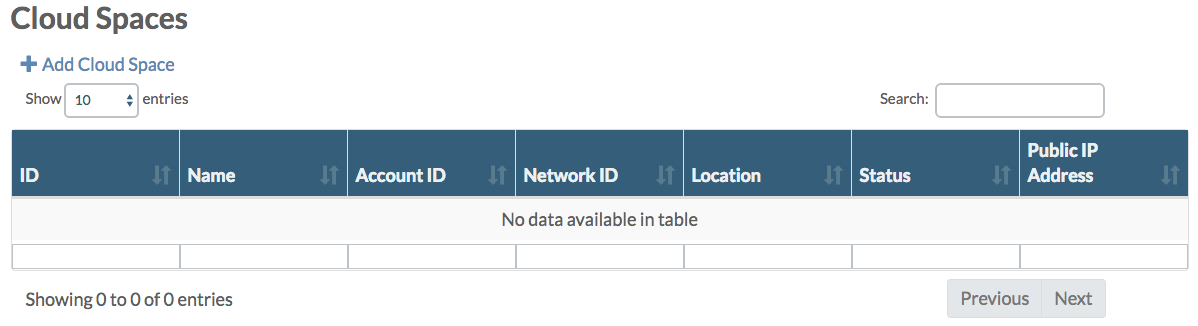 Cloud Spaces
Add Cloud Space
Show 10 entries Search:
ID Name Account ID Network ID Location Status Public IP Address
No data available in table
Showing 0 to 0 of 0 entries Previous Next